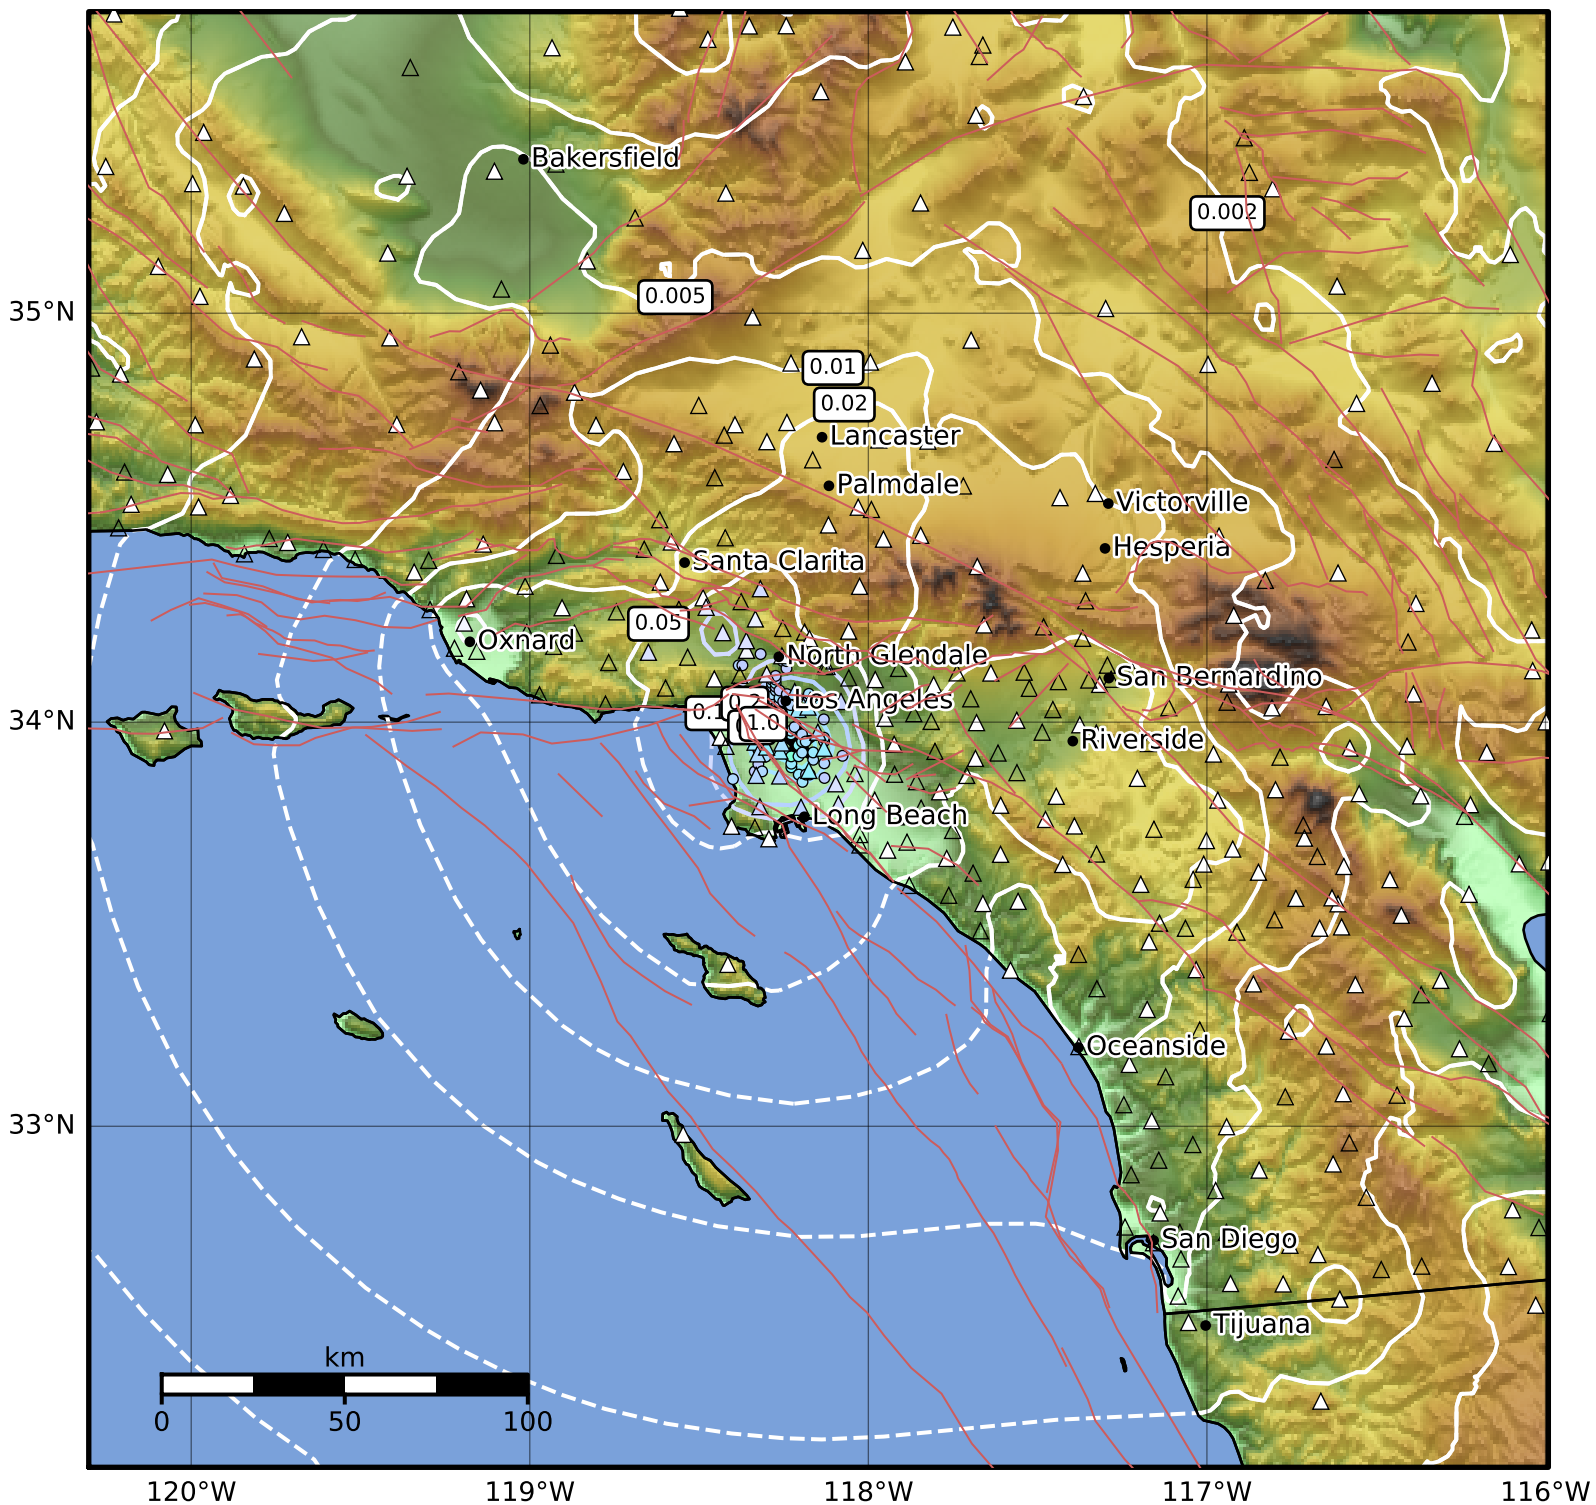 Bakersfield
0.002
0.005
35°N
0.01
0.02
Lancaster
Palmdale
Victorville
Hesperia
Santa Clarita
0.05
Oxnard
North Glendale
San Bernardino
Los Angeles
1.0
34°N
Riverside
Long Beach
Oceanside
33°N
San Diego
Tijuana
km
0 50 100
120°W 119°W 118°W 117°W 116°W